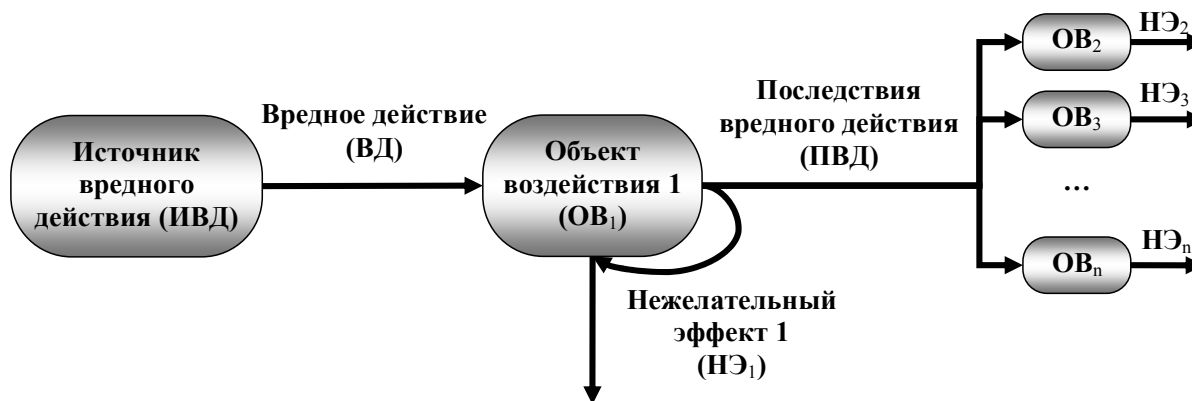 Источник
вредного
действия (ИВД)
Вредное действие
(ВД)
Объект
воздействия 1
(ОВ₁)
Нежелательный
эффект 1
(НЭ₁)
Последствия
вредного действия
(ПВД)
ОВ₂
НЭ₂
ОВ₃
НЭ₃
...
ОВₙ
НЭₙ